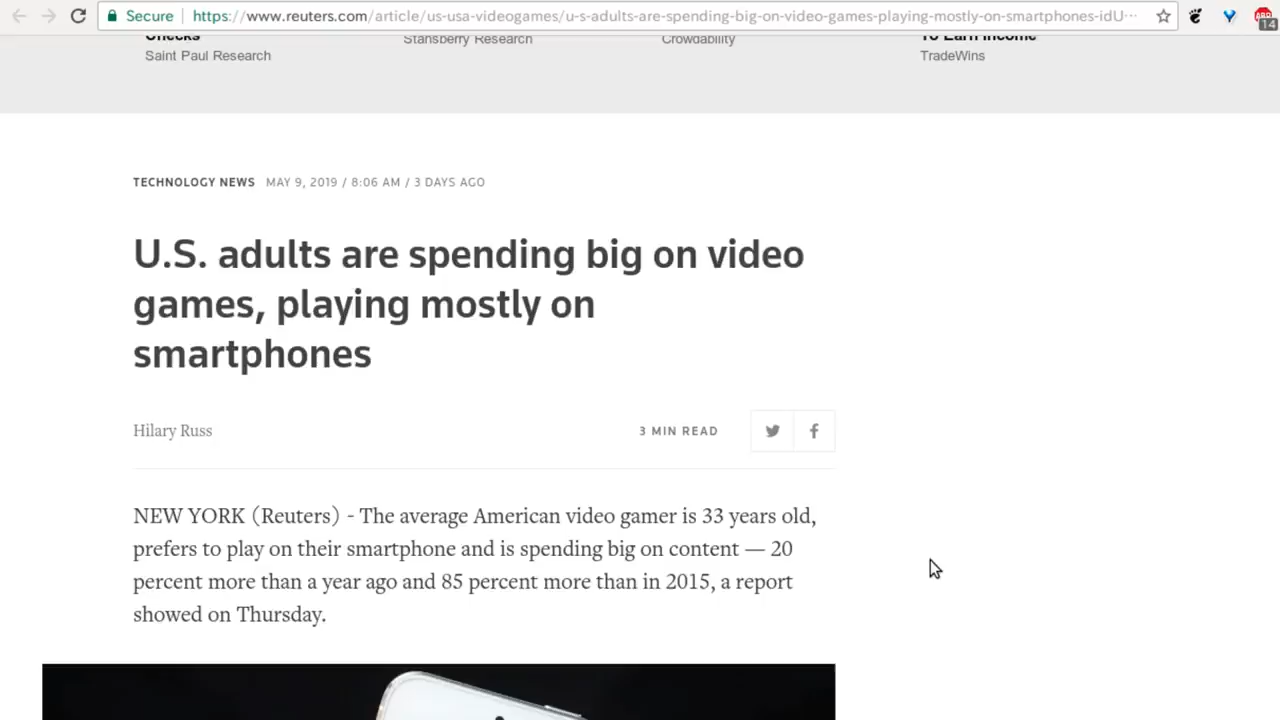 Secure https://www.reuters.com/article/us-usa-videogames/u-s-adults-are-spending-big-on-video-games-playing-mostly-on-smartphones-idU…
14
Checks
Saint Paul Research
Stansberry Research
Crowdability
To Earn Income
TradeWins
TECHNOLOGY NEWS MAY 9, 2019 / 8:06 AM / 3 DAYS AGO
U.S. adults are spending big on video
games, playing mostly on
smartphones
Hilary Russ
3 MIN READ
NEW YORK (Reuters) - The average American video gamer is 33 years old,
prefers to play on their smartphone and is spending big on content — 20
percent more than a year ago and 85 percent more than in 2015, a report
showed on Thursday.